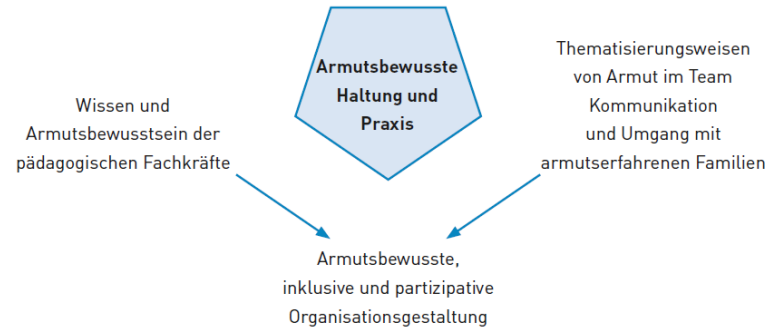 Armutsbewusste
Haltung und
Praxis
Wissen und
Armutsbewusstsein der
pädagogischen Fachkräfte
Thematisierungsweisen
von Armut im Team
Kommunikation
und Umgang mit
armutserfahrenen Familien
Armutsbewusste,
inklusive und partizipative
Organisationsgestaltung